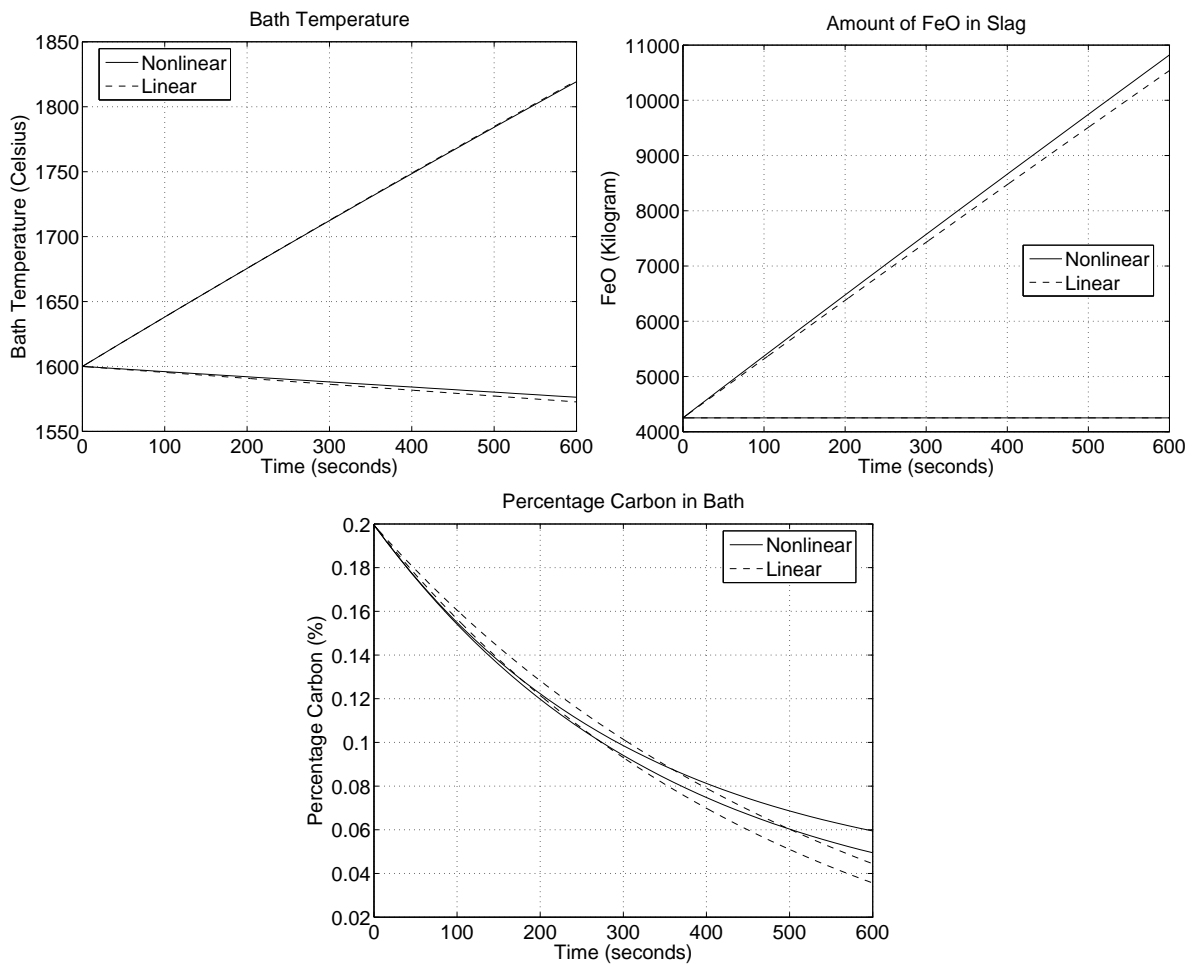 Bath Temperature
1850
1800
1750
1700
1650
1600
1550
0 100 200 300 400 500 600
Time (seconds)
Bath Temperature (Celsius)
Nonlinear
Linear
Amount of FeO in Slag
11000
10000
9000
8000
7000
6000
5000
4000
0 100 200 300 400 500 600
Time (seconds)
FeO (Kilogram)
Nonlinear
Linear
Percentage Carbon in Bath
0.2
0.18
0.16
0.14
0.12
0.1
0.08
0.06
0.04
0.02
0 100 200 300 400 500 600
Time (seconds)
Percentage Carbon (%)
Nonlinear
Linear